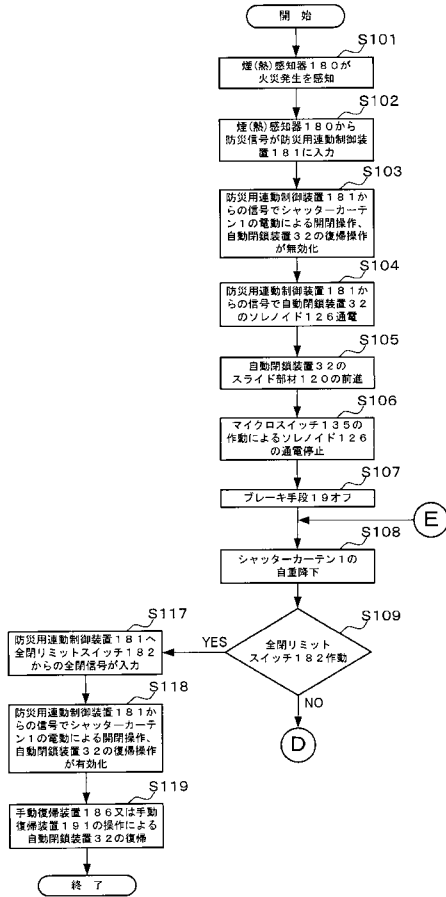 開 始
S101
煙(熱)感知器180が
火災発生を感知
S102
煙(熱)感知器180から
防災信号が防災用連動制御装
置181に入力
S103
防災用連動制御装置181か
らの信号でシャッターカーテ
ン1の電動による開閉操作、
自動閉鎖装置32の復帰操作
が無効化
S104
防災用連動制御装置181か
らの信号で自動閉鎖装置32
のソレノイド126通電
S105
自動閉鎖装置32の
スライド部材120の前進
S106
マイクロスイッチ135の
作動によるソレノイド126
の通電停止
S107
ブレーキ手段19オフ
E
S108
シャッターカーテン1の
自重降下
S109
全閉リミット
スイッチ182作動
YES
NO
D
S117
防災用連動制御装置181へ
全閉リミットスイッチ182
からの全閉信号が入力
S118
防災用連動制御装置181か
らの信号でシャッターカーテ
ン1の電動による開閉操作、
自動閉鎖装置32の復帰操作
が有効化
S119
手動復帰装置186又は手動
復帰装置191の操作による
自動閉鎖装置32の復帰
終 了